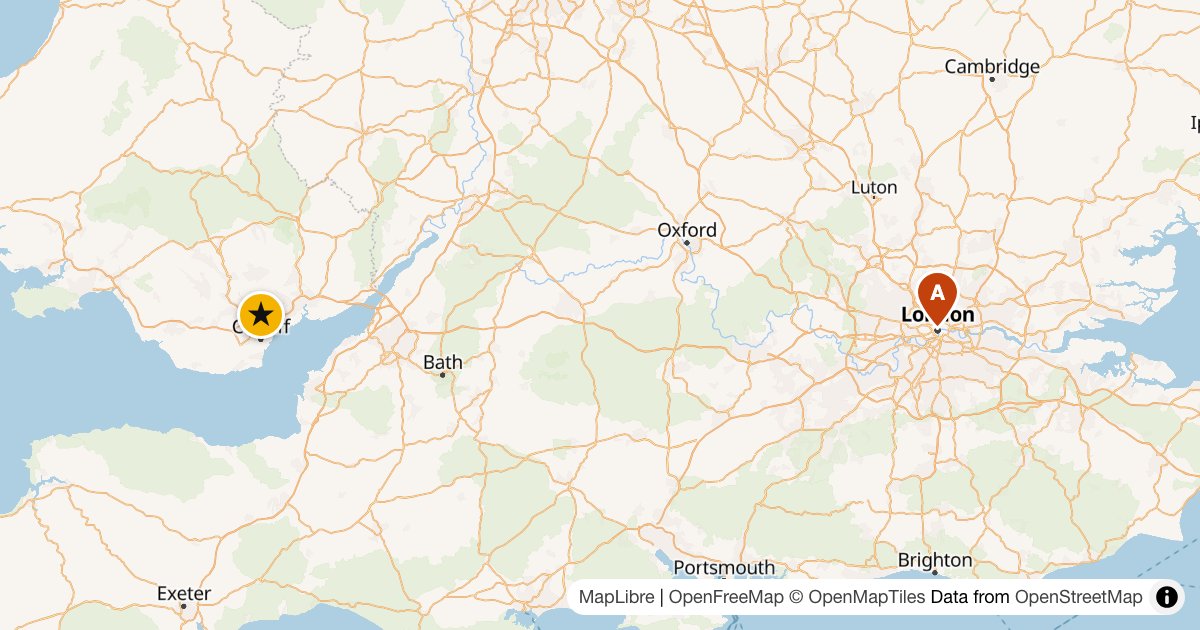 Cambridge
Luton
Oxford
A
London
Bath
Portsmouth
Brighton
Exeter
MapLibre | OpenFreeMap © OpenMapTiles Data from OpenStreetMap